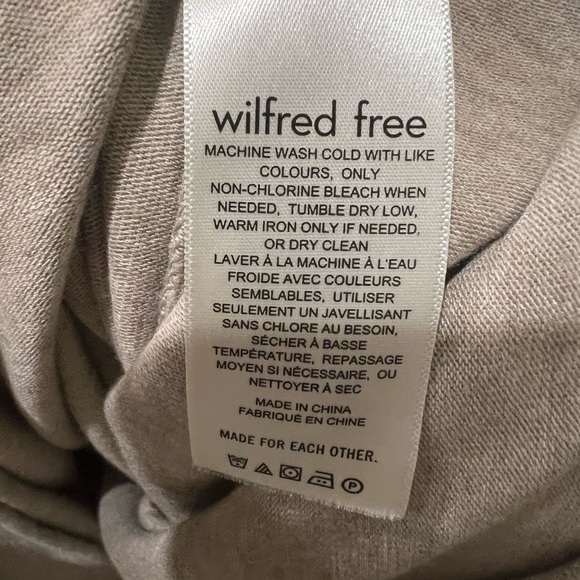 wilfred free
MACHINE WASH COLD WITH LIKE
COLOURS, ONLY
NON-CHLORINE BLEACH WHEN
NEEDED, TUMBLE DRY LOW,
WARM IRON ONLY IF NEEDED,
OR DRY CLEAN
LAVER À LA MACHINE À L'EAU
FROIDE AVEC COULEURS
SEMBLABLES, UTILISER
SEULEMENT UN JAVELLISANT
SANS CHLORE AU BESOIN,
SÉCHER À BASSE
TEMPÉRATURE, REPASSAGE
MOYEN SI NÉCESSAIRE, OU
NETTOYER À SEC
MADE IN CHINA
FABRIQUÉ EN CHINE
MADE FOR EACH OTHER.
P